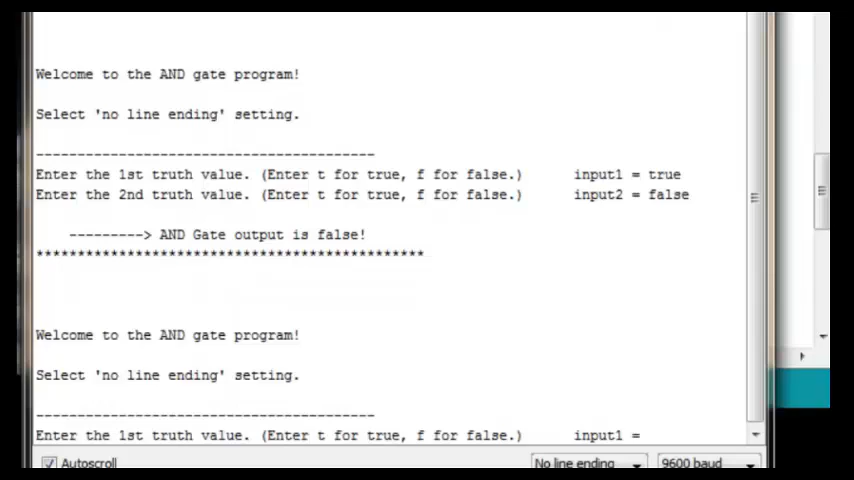 Welcome to the AND gate program!
Select 'no line ending' setting.
-----------------------------------------
Enter the 1st truth value. (Enter t for true, f for false.) input1 = true
Enter the 2nd truth value. (Enter t for true, f for false.) input2 = false
---------> AND Gate output is false!
***********************************************
Welcome to the AND gate program!
Select 'no line ending' setting.
-----------------------------------------
Enter the 1st truth value. (Enter t for true, f for false.) input1 =
Autoscroll No line ending 9600 baud